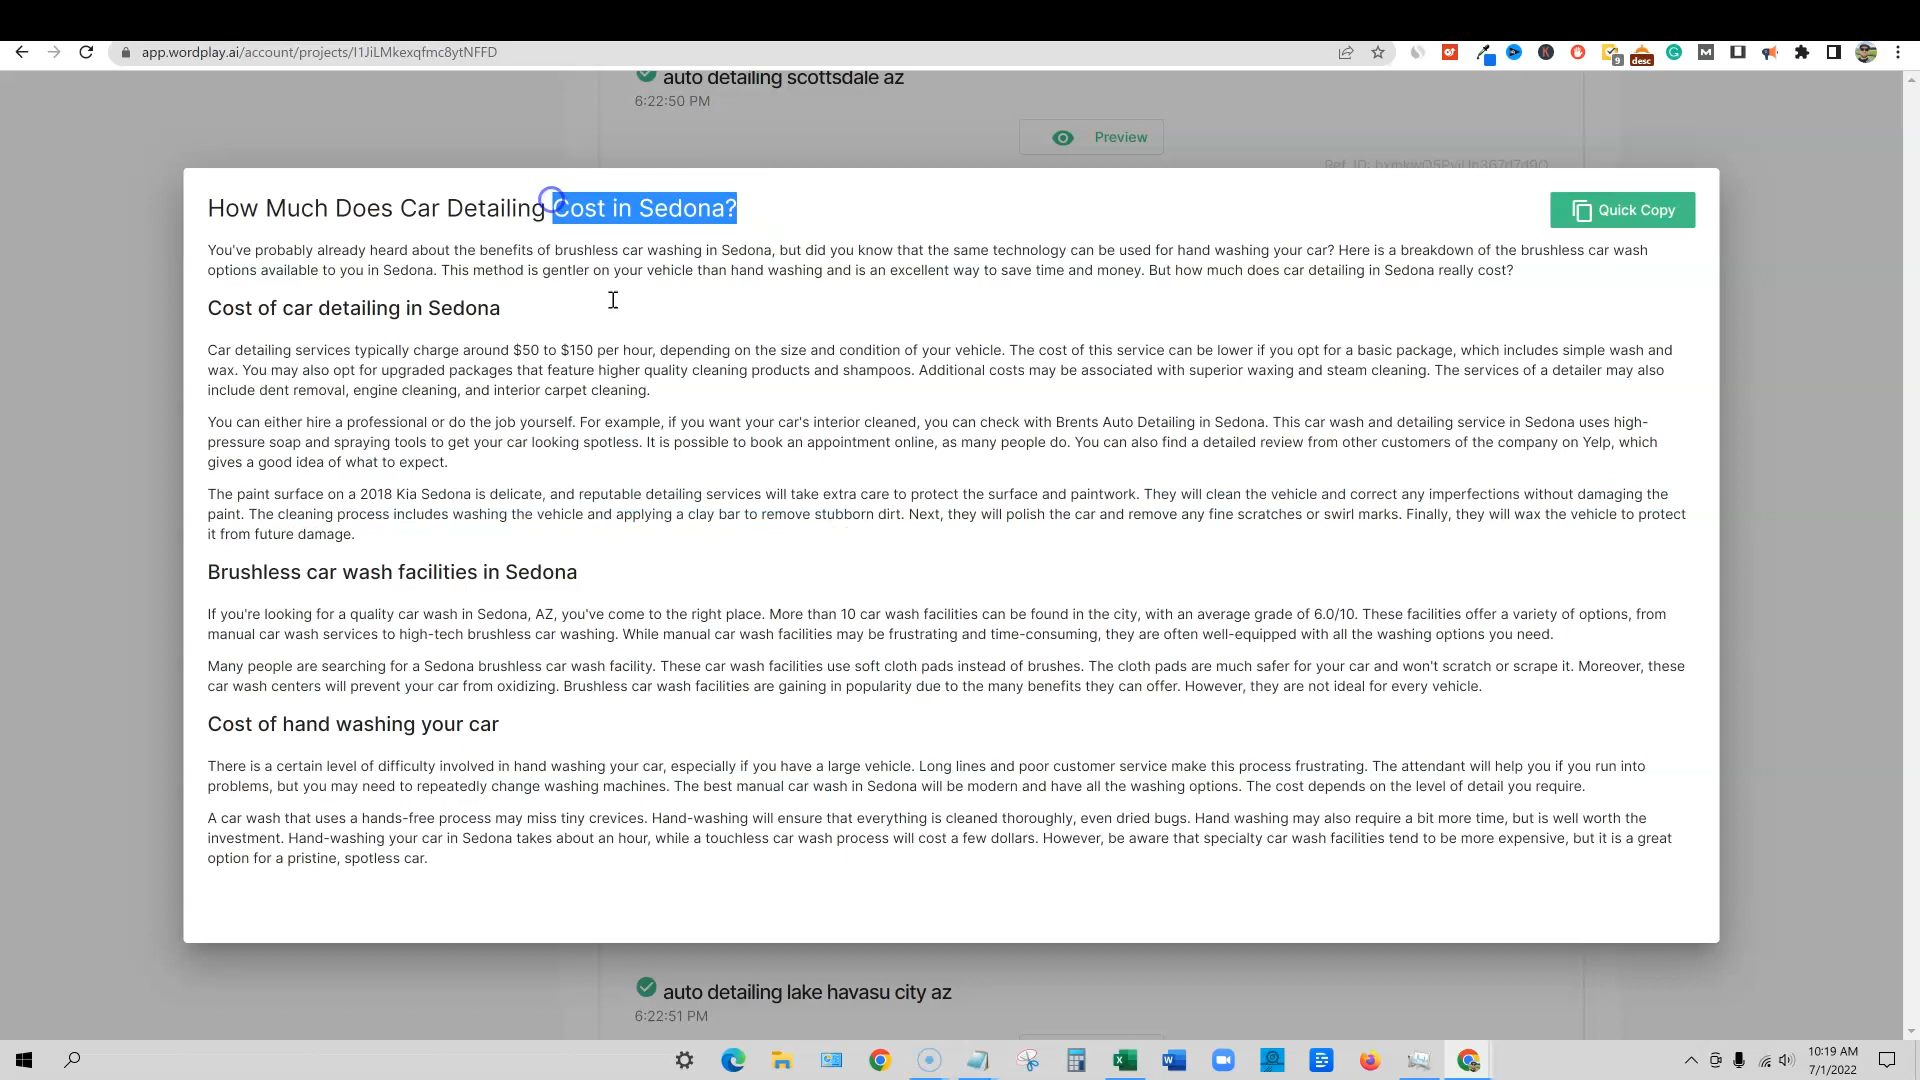 app.wordplay.ai/account/projects/I1JiLMkexqfmc8ytNFFD
9
desc
auto detailing scottsdale az
6:22:50 PM
Preview
How Much Does Car Detailing Cost in Sedona?
Quick Copy
You've probably already heard about the benefits of brushless car washing in Sedona, but did you know that the same technology can be used for hand washing your car? Here is a breakdown of the brushless car wash
options available to you in Sedona. This method is gentler on your vehicle than hand washing and is an excellent way to save time and money. But how much does car detailing in Sedona really cost?
Cost of car detailing in Sedona
Car detailing services typically charge around $50 to $150 per hour, depending on the size and condition of your vehicle. The cost of this service can be lower if you opt for a basic package, which includes simple wash and
wax. You may also opt for upgraded packages that feature higher quality cleaning products and shampoos. Additional costs may be associated with superior waxing and steam cleaning. The services of a detailer may also
include dent removal, engine cleaning, and interior carpet cleaning.
You can either hire a professional or do the job yourself. For example, if you want your car's interior cleaned, you can check with Brents Auto Detailing in Sedona. This car wash and detailing service in Sedona uses high-
pressure soap and spraying tools to get your car looking spotless. It is possible to book an appointment online, as many people do. You can also find a detailed review from other customers of the company on Yelp, which
gives a good idea of what to expect.
The paint surface on a 2018 Kia Sedona is delicate, and reputable detailing services will take extra care to protect the surface and paintwork. They will clean the vehicle and correct any imperfections without damaging the
paint. The cleaning process includes washing the vehicle and applying a clay bar to remove stubborn dirt. Next, they will polish the car and remove any fine scratches or swirl marks. Finally, they will wax the vehicle to protect
it from future damage.
Brushless car wash facilities in Sedona
If you're looking for a quality car wash in Sedona, AZ, you've come to the right place. More than 10 car wash facilities can be found in the city, with an average grade of 6.0/10. These facilities offer a variety of options, from
manual car wash services to high-tech brushless car washing. While manual car wash facilities may be frustrating and time-consuming, they are often well-equipped with all the washing options you need.
Many people are searching for a Sedona brushless car wash facility. These car wash facilities use soft cloth pads instead of brushes. The cloth pads are much safer for your car and won't scratch or scrape it. Moreover, these
car wash centers will prevent your car from oxidizing. Brushless car wash facilities are gaining in popularity due to the many benefits they can offer. However, they are not ideal for every vehicle.
Cost of hand washing your car
There is a certain level of difficulty involved in hand washing your car, especially if you have a large vehicle. Long lines and poor customer service make this process frustrating. The attendant will help you if you run into
problems, but you may need to repeatedly change washing machines. The best manual car wash in Sedona will be modern and have all the washing options. The cost depends on the level of detail you require.
A car wash that uses a hands-free process may miss tiny crevices. Hand-washing will ensure that everything is cleaned thoroughly, even dried bugs. Hand washing may also require a bit more time, but is well worth the
investment. Hand-washing your car in Sedona takes about an hour, while a touchless car wash process will cost a few dollars. However, be aware that specialty car wash facilities tend to be more expensive, but it is a great
option for a pristine, spotless car.
auto detailing lake havasu city az
6:22:51 PM
10:19 AM
7/1/2022